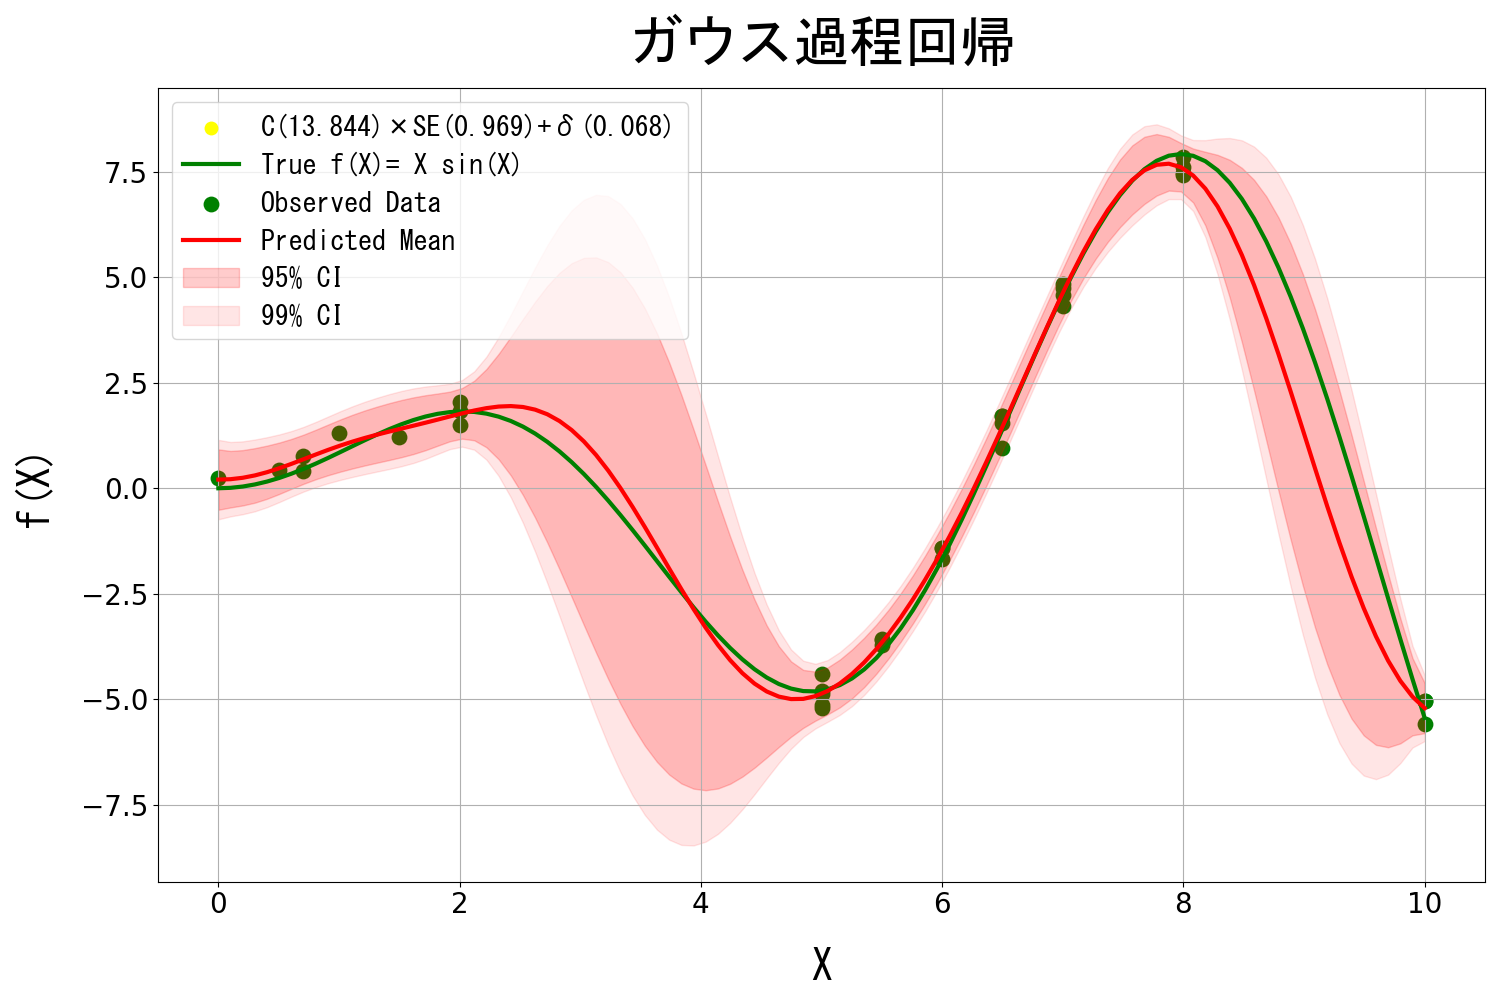 ガウス過程回帰
C(13.844)×SE(0.969)+δ(0.068)
True f(X)= X sin(X)
Observed Data
Predicted Mean
95% CI
99% CI
f(X)
7.5
5.0
2.5
0.0
−2.5
−5.0
−7.5
0 2 4 6 8 10
X